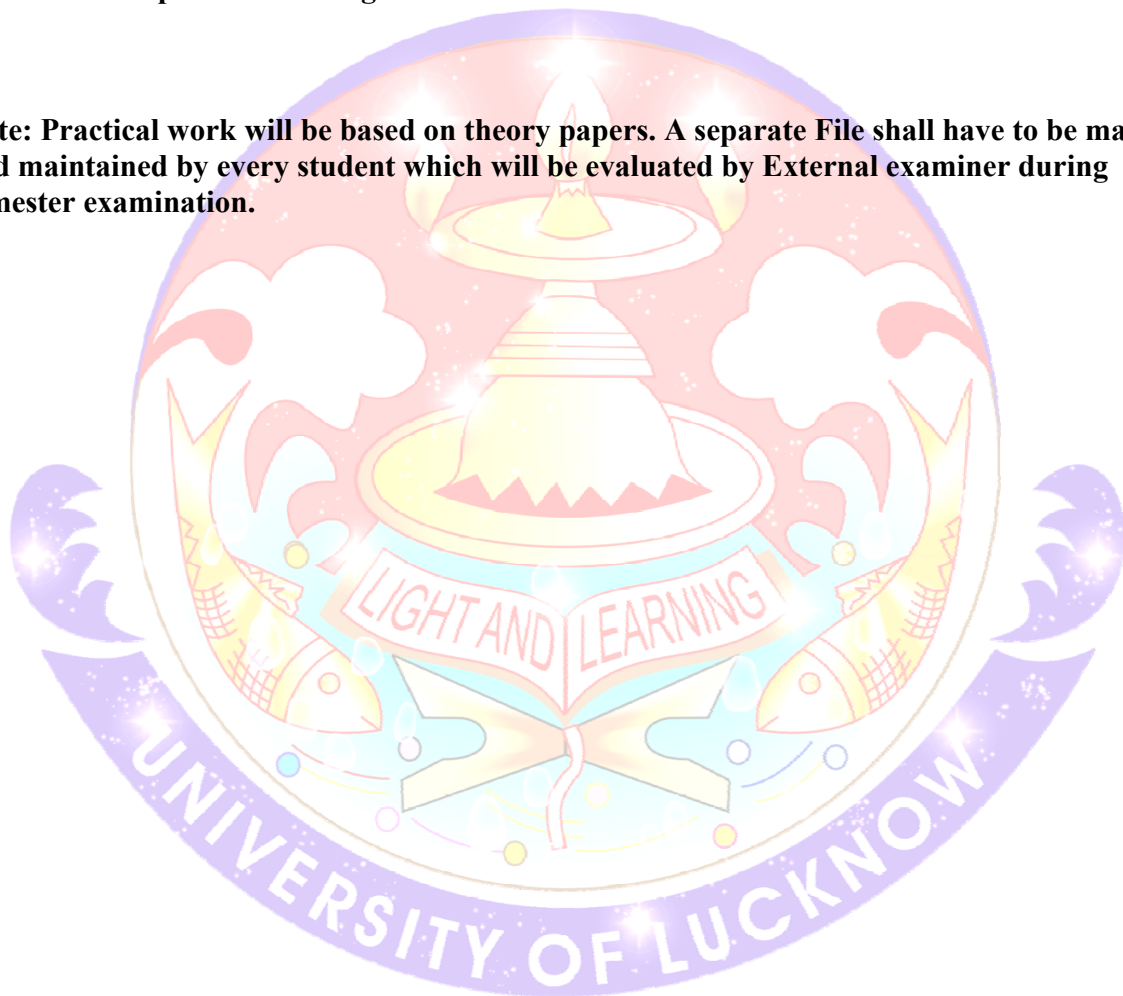 te: Practical work will be based on theory papers. A separate File shall have to be ma
d maintained by every student which will be evaluated by External examiner during
mester examination.
LIGHT AND LEARNING
UNIVERSITY OF LUCKNOW